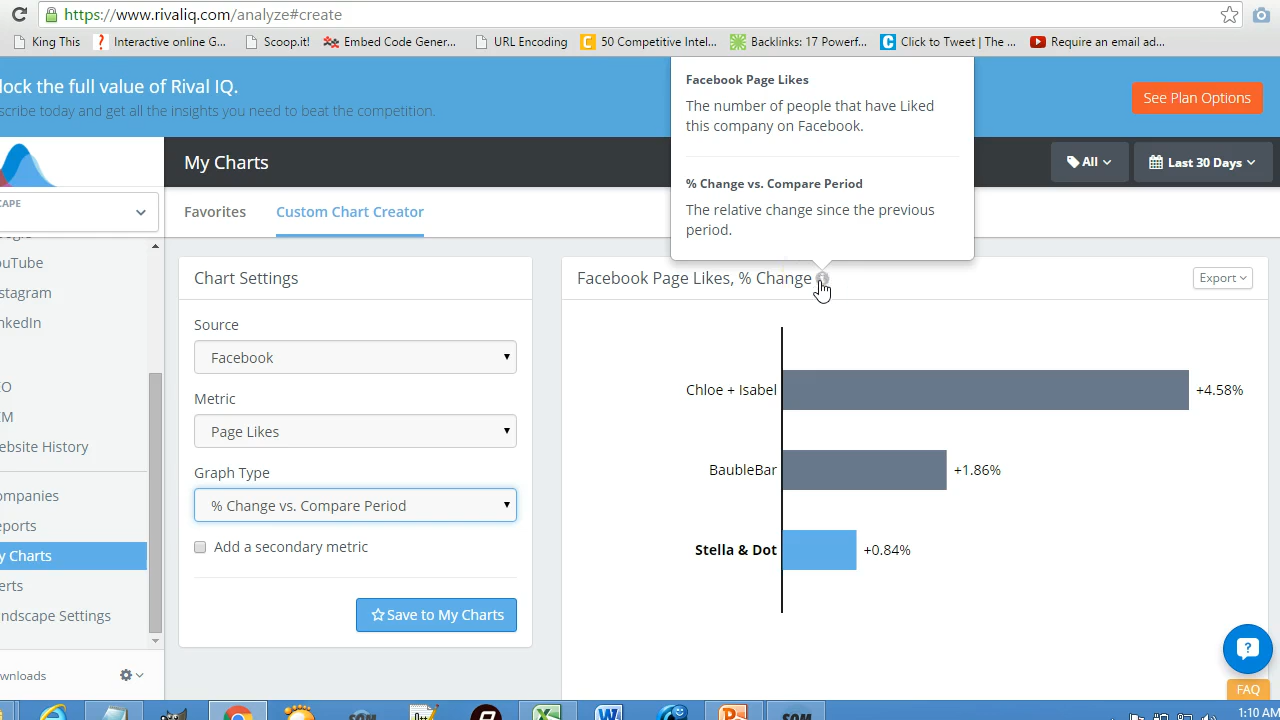 https://www.rivaliq.com/analyze#create
King This
Interactive online G...
Scoop.it!
Embed Code Gener...
URL Encoding
50 Competitive Intel...
Backlinks: 17 Powerf...
Click to Tweet | The ...
Require an email ad...
lock the full value of Rival IQ.
scribe today and get all the insights you need to beat the competition.
See Plan Options
Facebook Page Likes
The number of people that have Liked
this company on Facebook.
% Change vs. Compare Period
The relative change since the previous
period.
My Charts
All
Last 30 Days
CAPE
Favorites
Custom Chart Creator
ouTube
stagram
nkedIn
EO
EM
ebsite History
ompanies
eports
y Charts
erts
ndscape Settings
wnloads
Chart Settings
Source
Facebook
Metric
Page Likes
Graph Type
% Change vs. Compare Period
Add a secondary metric
Save to My Charts
Facebook Page Likes, % Change
Export
Chloe + Isabel
+4.58%
BaubleBar
+1.86%
Stella & Dot
+0.84%
FAQ
1:10 AM